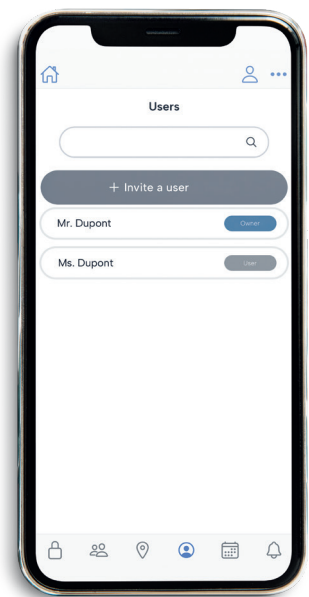 Users
+ Invite a user
Mr. Dupont
Owner
Ms. Dupont
User